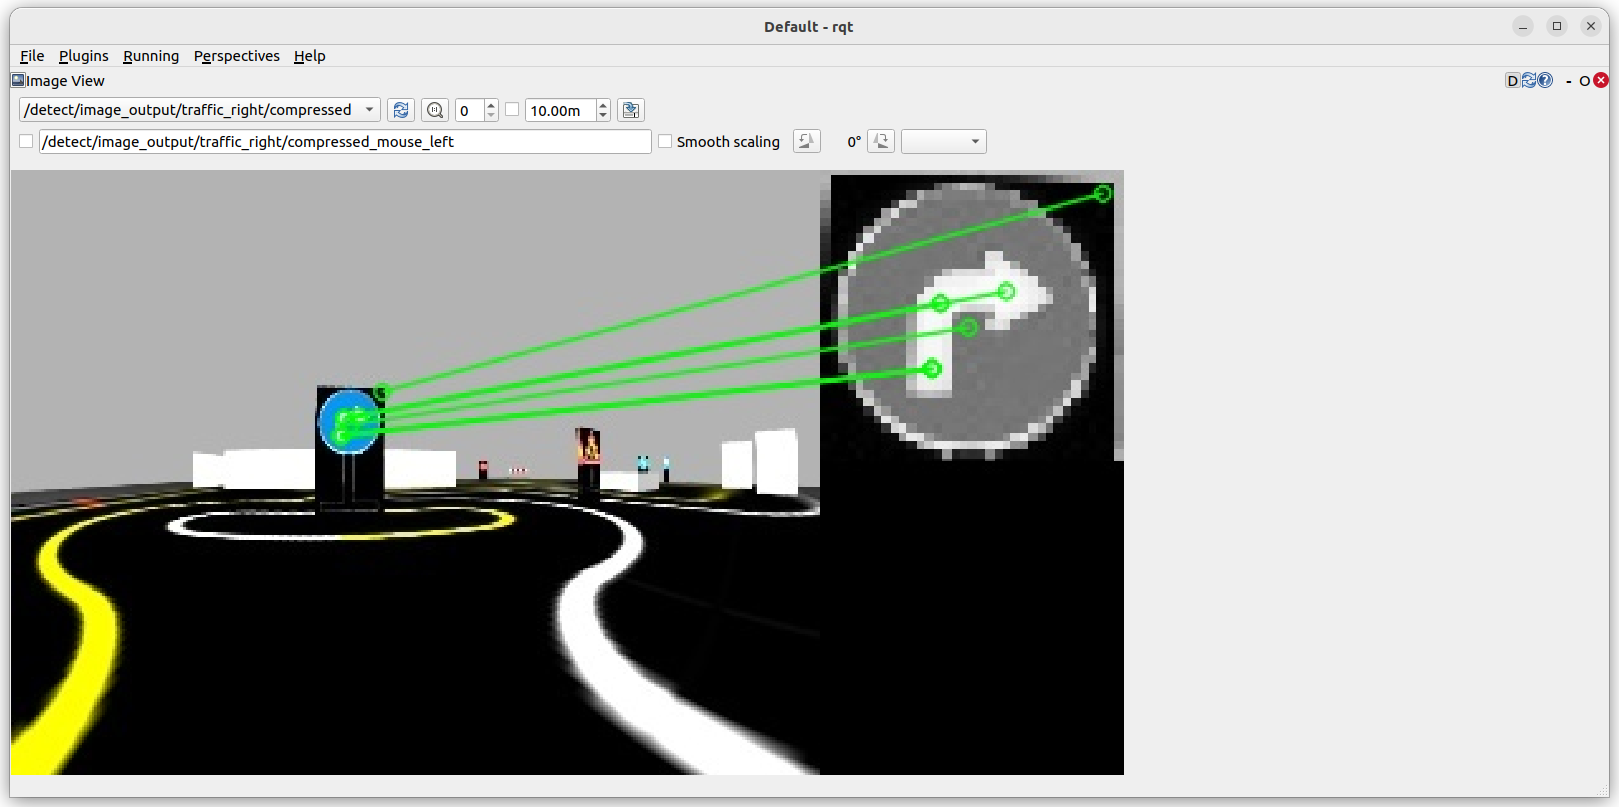 Default - rqt
File Plugins Running Perspectives Help
Image View D - O
/detect/image_output/traffic_right/compressed 0 10.00m
/detect/image_output/traffic_right/compressed_mouse_left Smooth scaling 0°